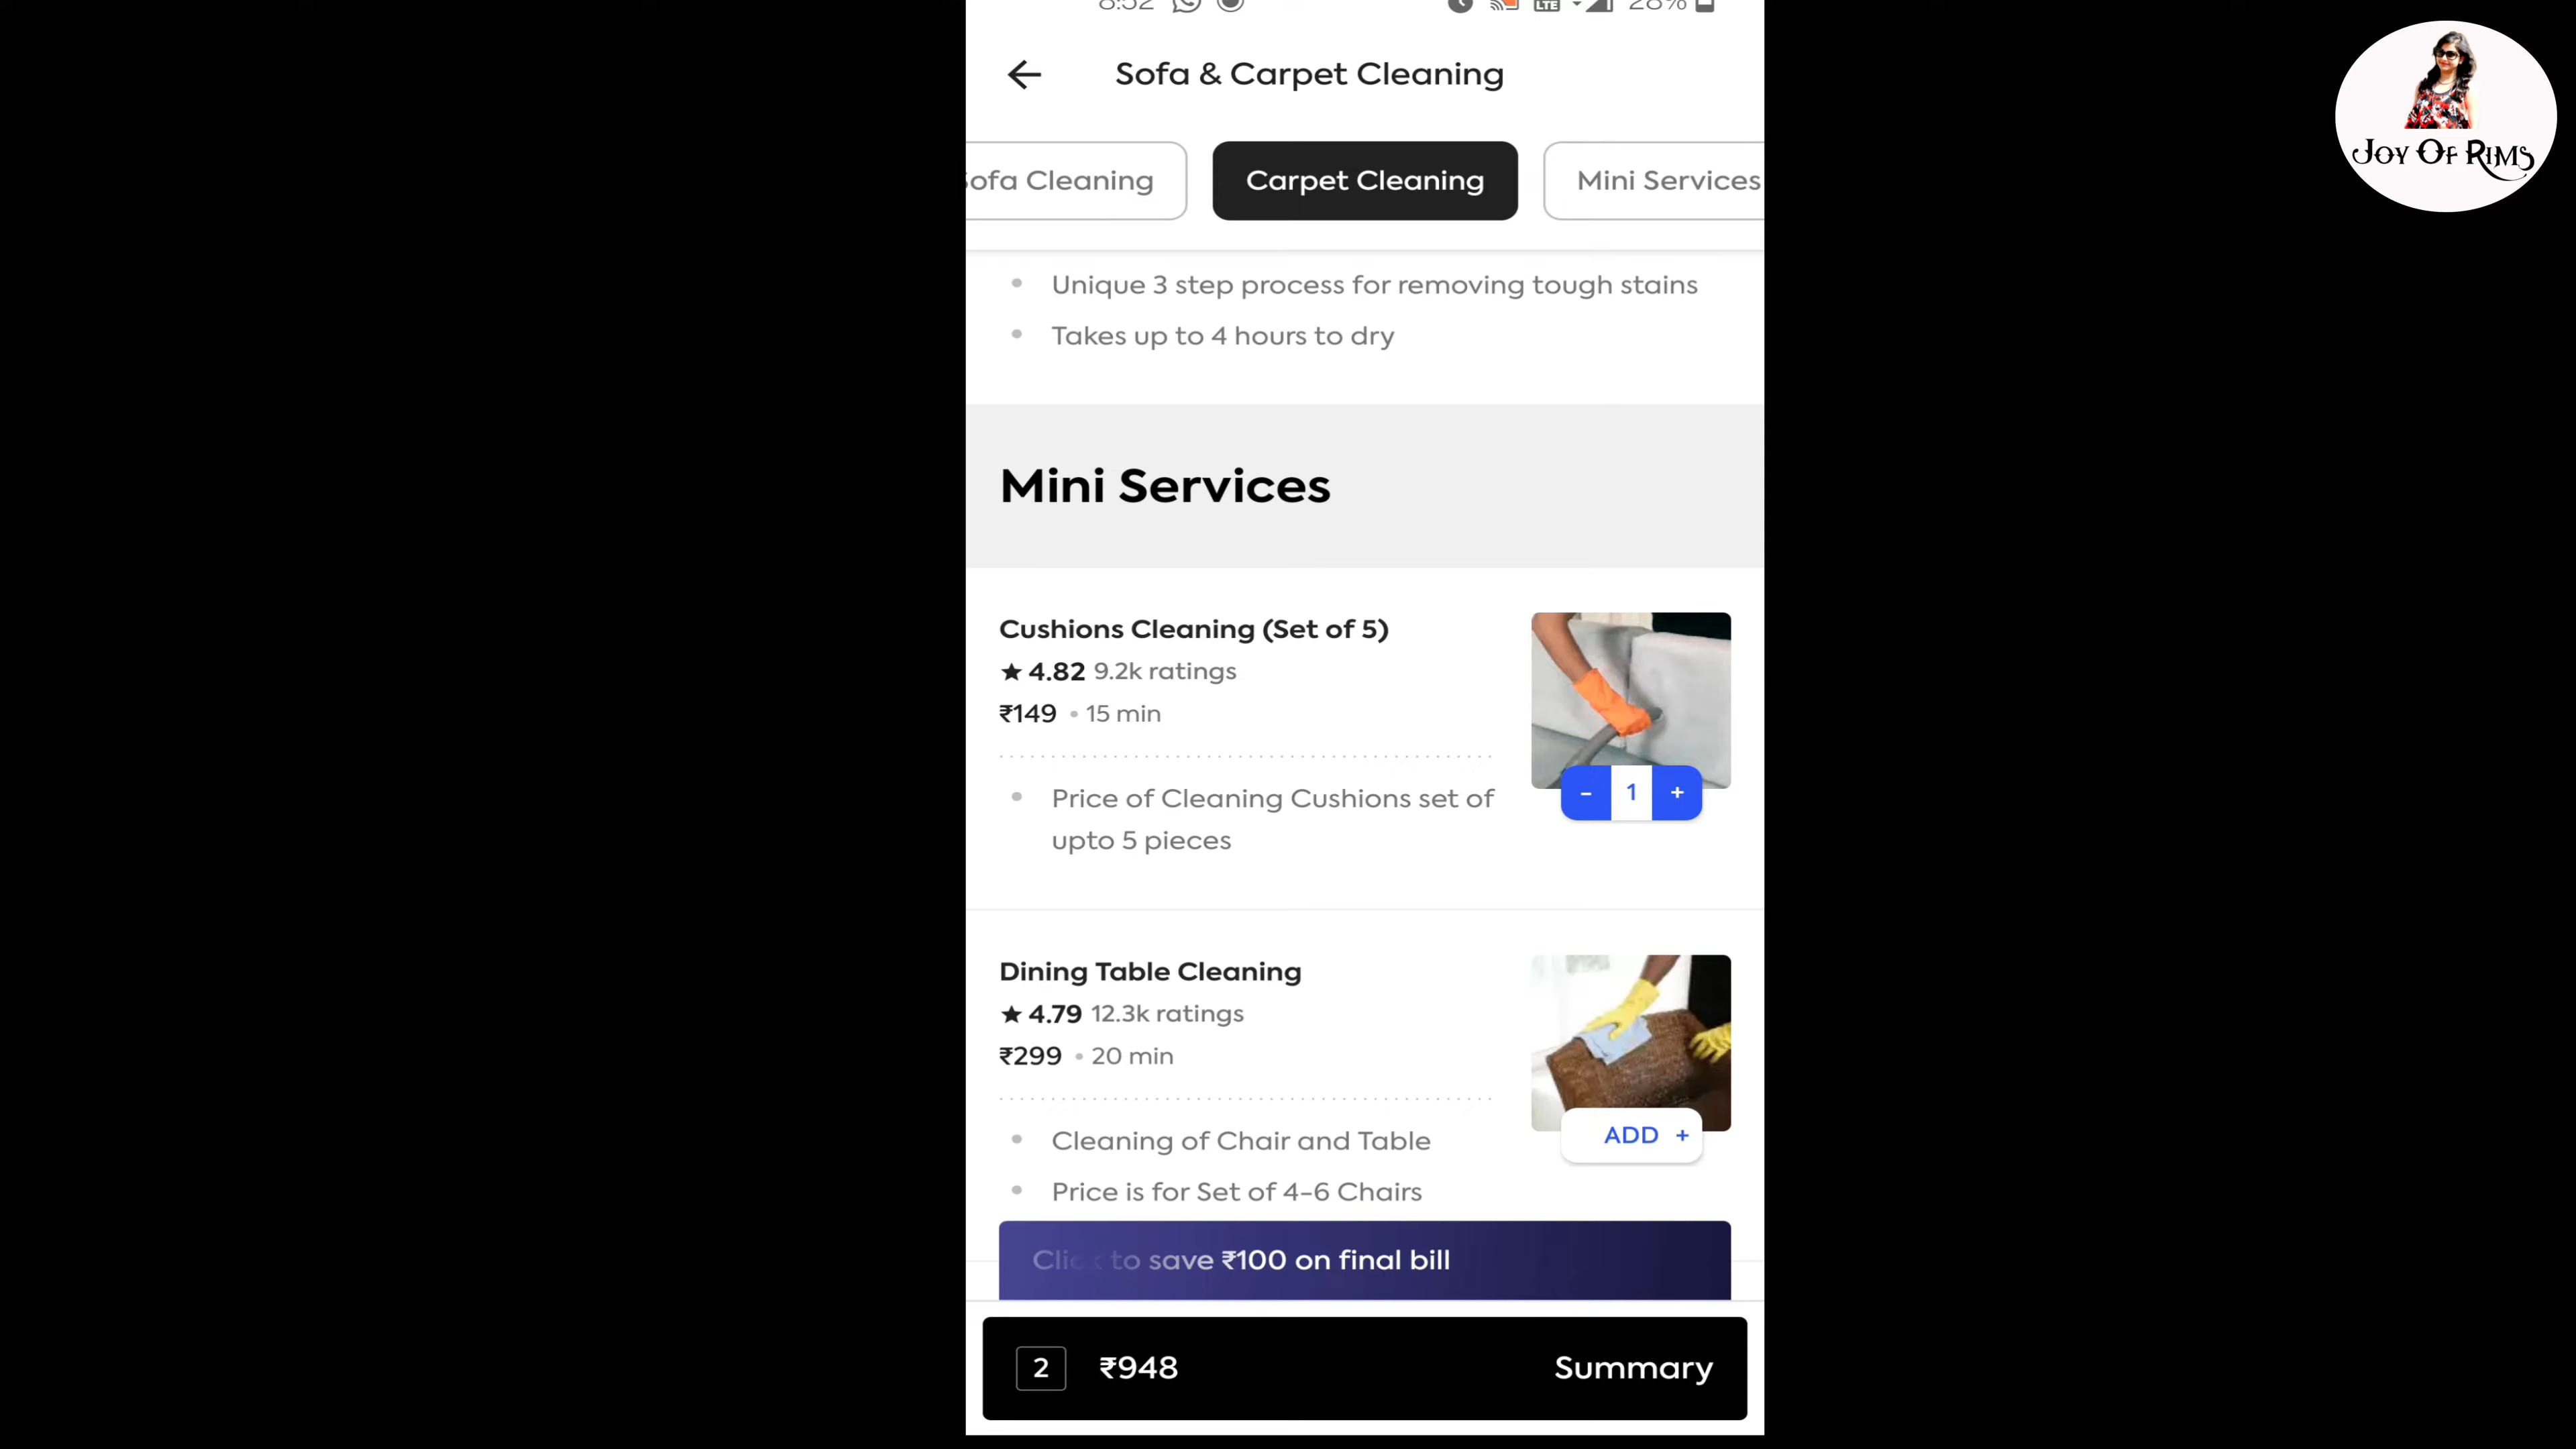 8:52 LTE 28%
Sofa & Carpet Cleaning
Sofa Cleaning Carpet Cleaning Mini Services
Unique 3 step process for removing tough stains
Takes up to 4 hours to dry
Mini Services
Cushions Cleaning (Set of 5)
★ 4.82 9.2k ratings
₹149 • 15 min
Price of Cleaning Cushions set of
upto 5 pieces
- 1 +
Dining Table Cleaning
★ 4.79 12.3k ratings
₹299 • 20 min
Cleaning of Chair and Table
Price is for Set of 4-6 Chairs
ADD +
Click to save ₹100 on final bill
2 ₹948 Summary
Joy Of Rims